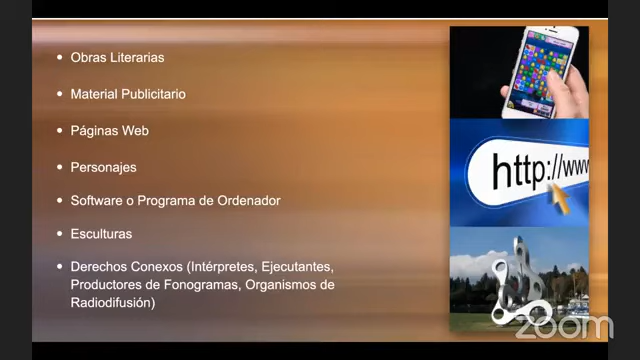 • Obras Literarias
• Material Publicitario
• Páginas Web
• Personajes
• Software o Programa de Ordenador
• Esculturas
• Derechos Conexos (Intérpretes, Ejecutantes,
Productores de Fonogramas, Organismos de
Radiodifusión)
http://www
zoom